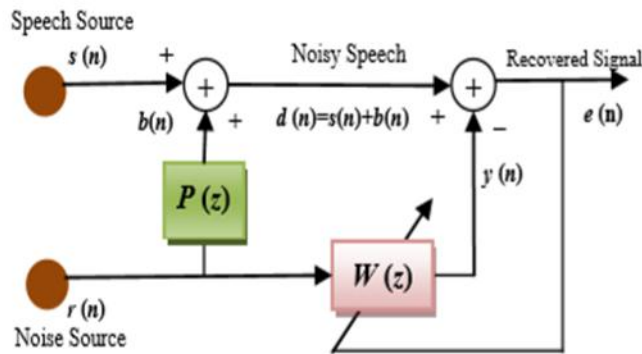 Speech Source
s (n)
+
Noisy Speech
Recovered Signal
+
+
b(n)
+
d (n)=s(n)+b(n)
+
−
e (n)
P (z)
y (n)
W (z)
r (n)
Noise Source